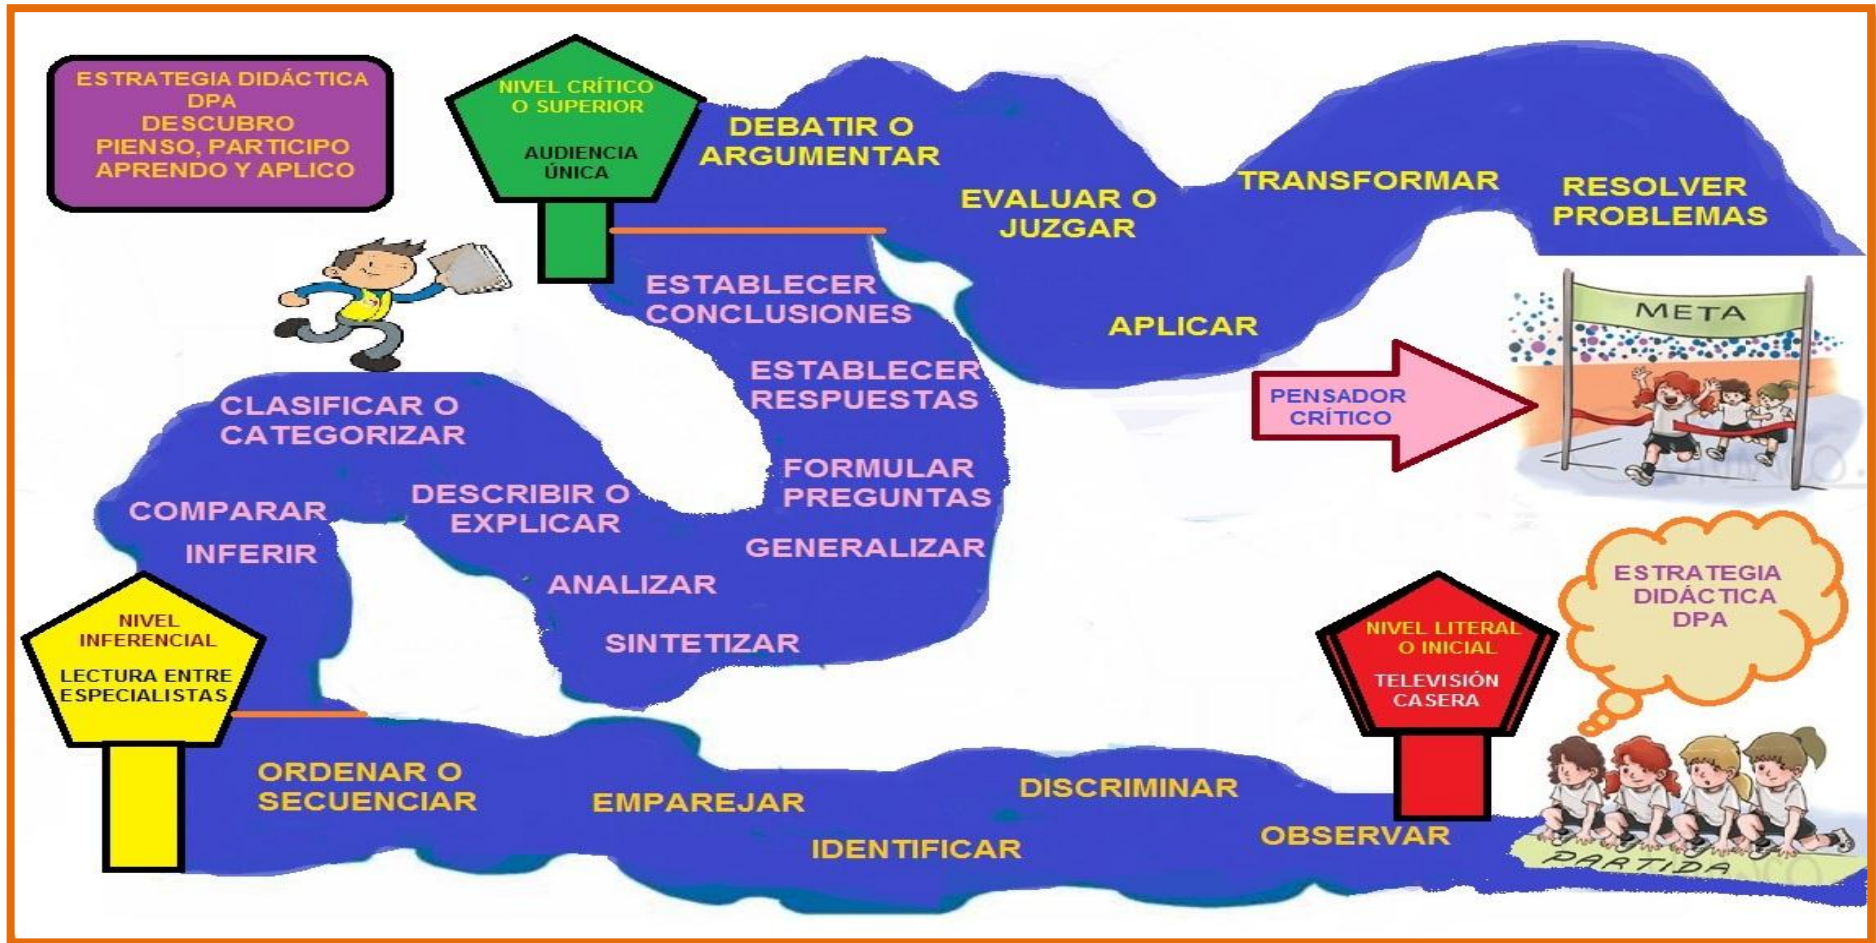 ESTRATEGIA DIDÁCTICA
DPA
DESCUBRO
PIENSO, PARTICIPO
APRENDO Y APLICO
NIVEL CRÍTICO
O SUPERIOR
AUDIENCIA
ÚNICA
DEBATIR O
ARGUMENTAR
EVALUAR O
JUZGAR
TRANSFORMAR
RESOLVER
PROBLEMAS
APLICAR
ESTABLECER
CONCLUSIONES
ESTABLECER
RESPUESTAS
FORMULAR
PREGUNTAS
GENERALIZAR
CLASIFICAR O
CATEGORIZAR
DESCRIBIR O
EXPLICAR
COMPARAR
INFERIR
ANALIZAR
SINTETIZAR
META
PENSADOR
CRÍTICO
NIVEL
INFERENCIAL
LECTURA ENTRE
ESPECIALISTAS
ORDENAR O
SECUENCIAR
EMPAREJAR
IDENTIFICAR
DISCRIMINAR
OBSERVAR
NIVEL LITERAL
O INICIAL
TELEVISIÓN
CASERA
ESTRATEGIA
DIDÁCTICA
DPA
PARTIDA